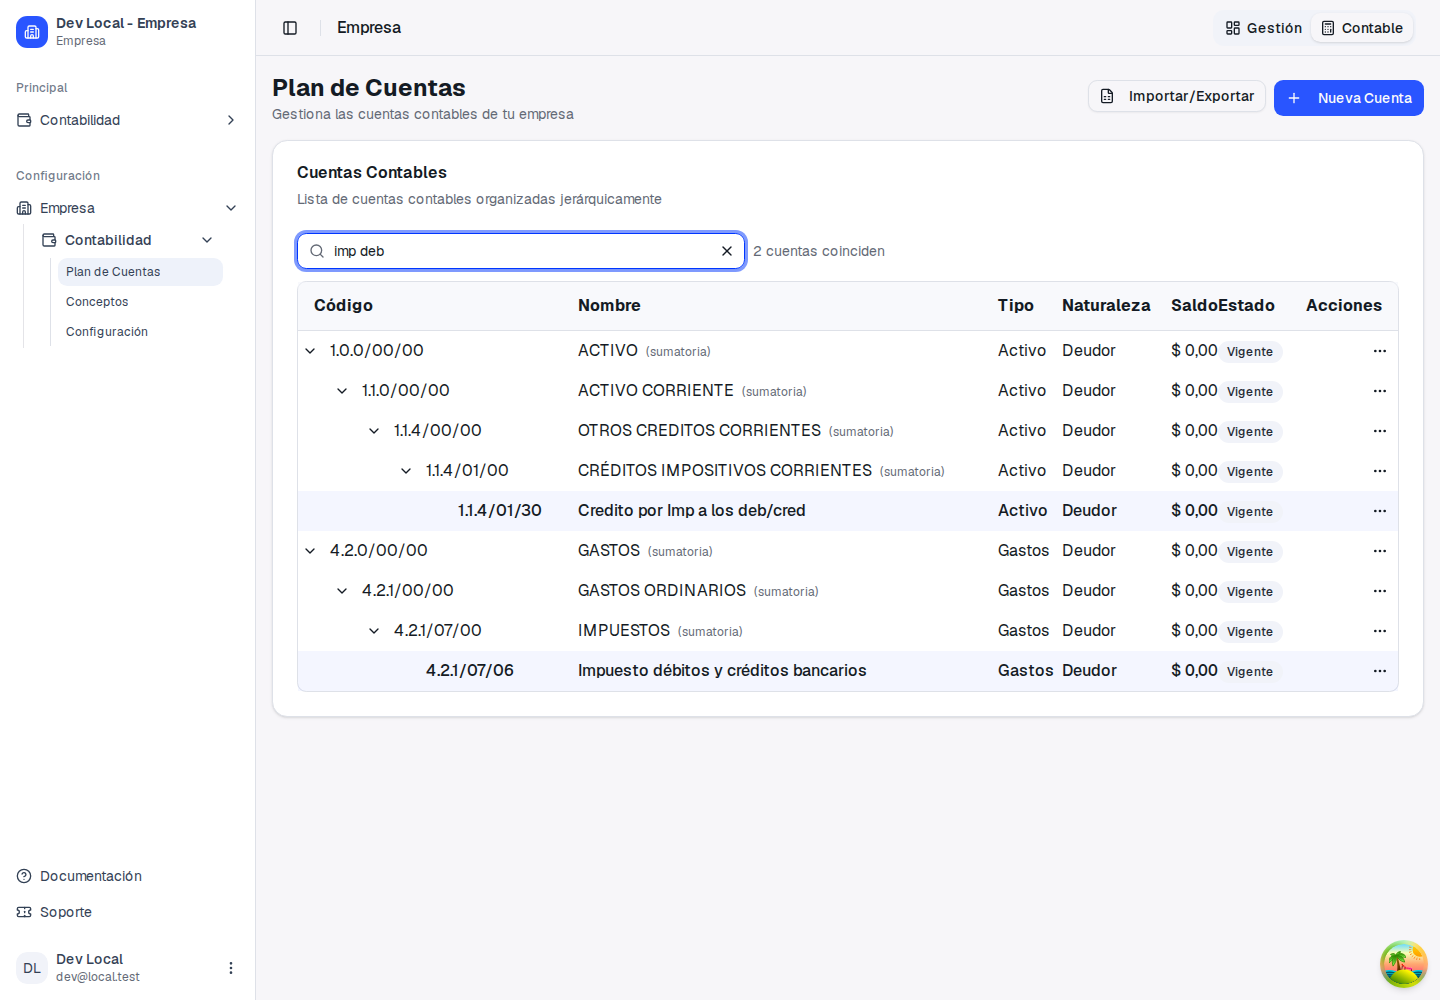 Dev Local - Empresa
Empresa
Principal
Contabilidad
Configuración
Empresa
Contabilidad
Plan de Cuentas
Conceptos
Configuración
Documentación
Soporte
DL
Dev Local
dev@local.test
Empresa
Gestión
Contable
Plan de Cuentas
Gestiona las cuentas contables de tu empresa
Importar/Exportar
Nueva Cuenta
Cuentas Contables
Lista de cuentas contables organizadas jerárquicamente
imp deb
2 cuentas coinciden
Código Nombre Tipo Naturaleza Saldo Estado Acciones
1.0.0/00/00 ACTIVO (sumatoria) Activo Deudor $ 0,00 Vigente
1.1.0/00/00 ACTIVO CORRIENTE (sumatoria) Activo Deudor $ 0,00 Vigente
1.1.4/00/00 OTROS CREDITOS CORRIENTES (sumatoria) Activo Deudor $ 0,00 Vigente
1.1.4/01/00 CRÉDITOS IMPOSITIVOS CORRIENTES (sumatoria) Activo Deudor $ 0,00 Vigente
1.1.4/01/30 Credito por Imp a los deb/cred Activo Deudor $ 0,00 Vigente
4.2.0/00/00 GASTOS (sumatoria) Gastos Deudor $ 0,00 Vigente
4.2.1/00/00 GASTOS ORDINARIOS (sumatoria) Gastos Deudor $ 0,00 Vigente
4.2.1/07/00 IMPUESTOS (sumatoria) Gastos Deudor $ 0,00 Vigente
4.2.1/07/06 Impuesto débitos y créditos bancarios Gastos Deudor $ 0,00 Vigente